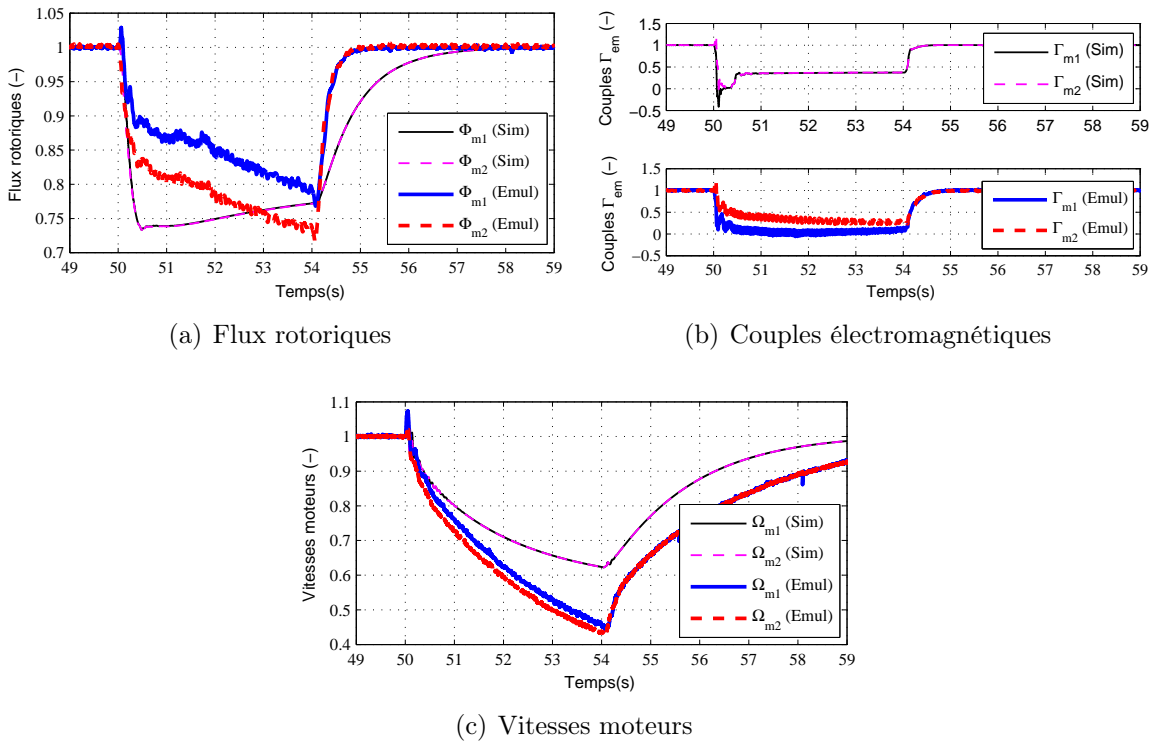 1.05
1
0.95
0.9
0.85
0.8
0.75
0.7
Flux rotoriques (−)
Φm1 (Sim)
Φm2 (Sim)
Φm1 (Emul)
Φm2 (Emul)
49 50 51 52 53 54 55 56 57 58 59
Temps(s)
(a) Flux rotoriques
1.5
1
0.5
0
−0.5
Couples Γem (−)
Γm1 (Sim)
Γm2 (Sim)
49 50 51 52 53 54 55 56 57 58 59
1.5
1
0.5
0
−0.5
Couples Γem (−)
Γm1 (Emul)
Γm2 (Emul)
49 50 51 52 53 54 55 56 57 58 59
Temps(s)
(b) Couples électromagnétiques
1.1
1
0.9
0.8
0.7
0.6
0.5
0.4
Vitesses moteurs (−)
Ωm1 (Sim)
Ωm2 (Sim)
Ωm1 (Emul)
Ωm2 (Emul)
49 50 51 52 53 54 55 56 57 58 59
Temps(s)
(c) Vitesses moteurs